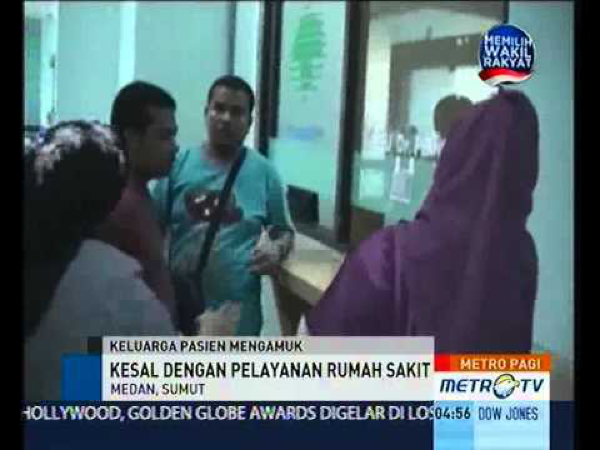 MEMILIH
WAKIL
RAKYAT
KELUARGA PASIEN MENGAMUK
KESAL DENGAN PELAYANAN RUMAH SAKIT
METRO PAGI
MEDAN, SUMUT
METRO TV
HOLLYWOOD, GOLDEN GLOBE AWARDS DIGELAR DI LOS
04:56
DOW JONES